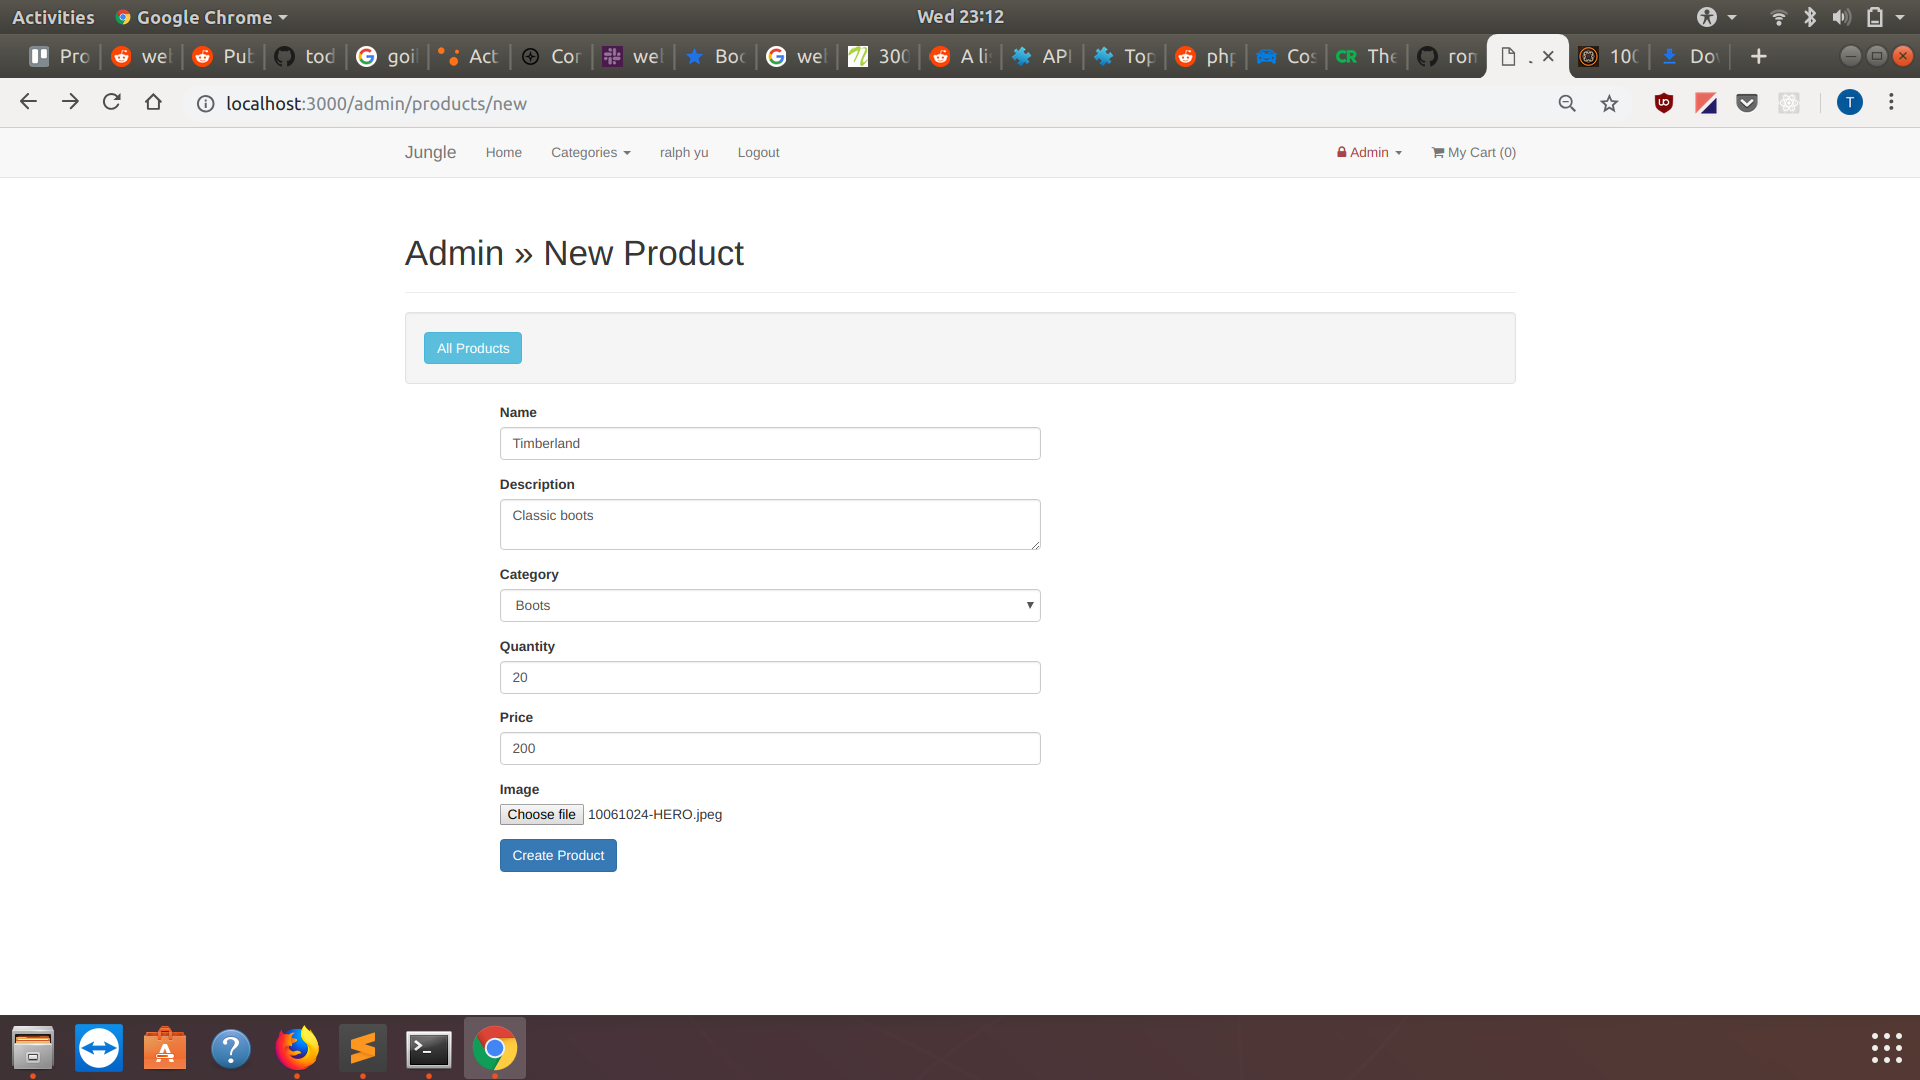 Activities Google Chrome Wed 23:12
Pro wel Pub tod goi Act Cor wel Boo wel 300 A li API Top php Cos CR The ron . 100 Dov
localhost:3000/admin/products/new T
Jungle Home Categories ralph yu Logout Admin My Cart (0)
Admin » New Product
All Products
Name
Timberland
Description
Classic boots
Category
Boots
Quantity
20
Price
200
Image
Choose file 10061024-HERO.jpeg
Create Product